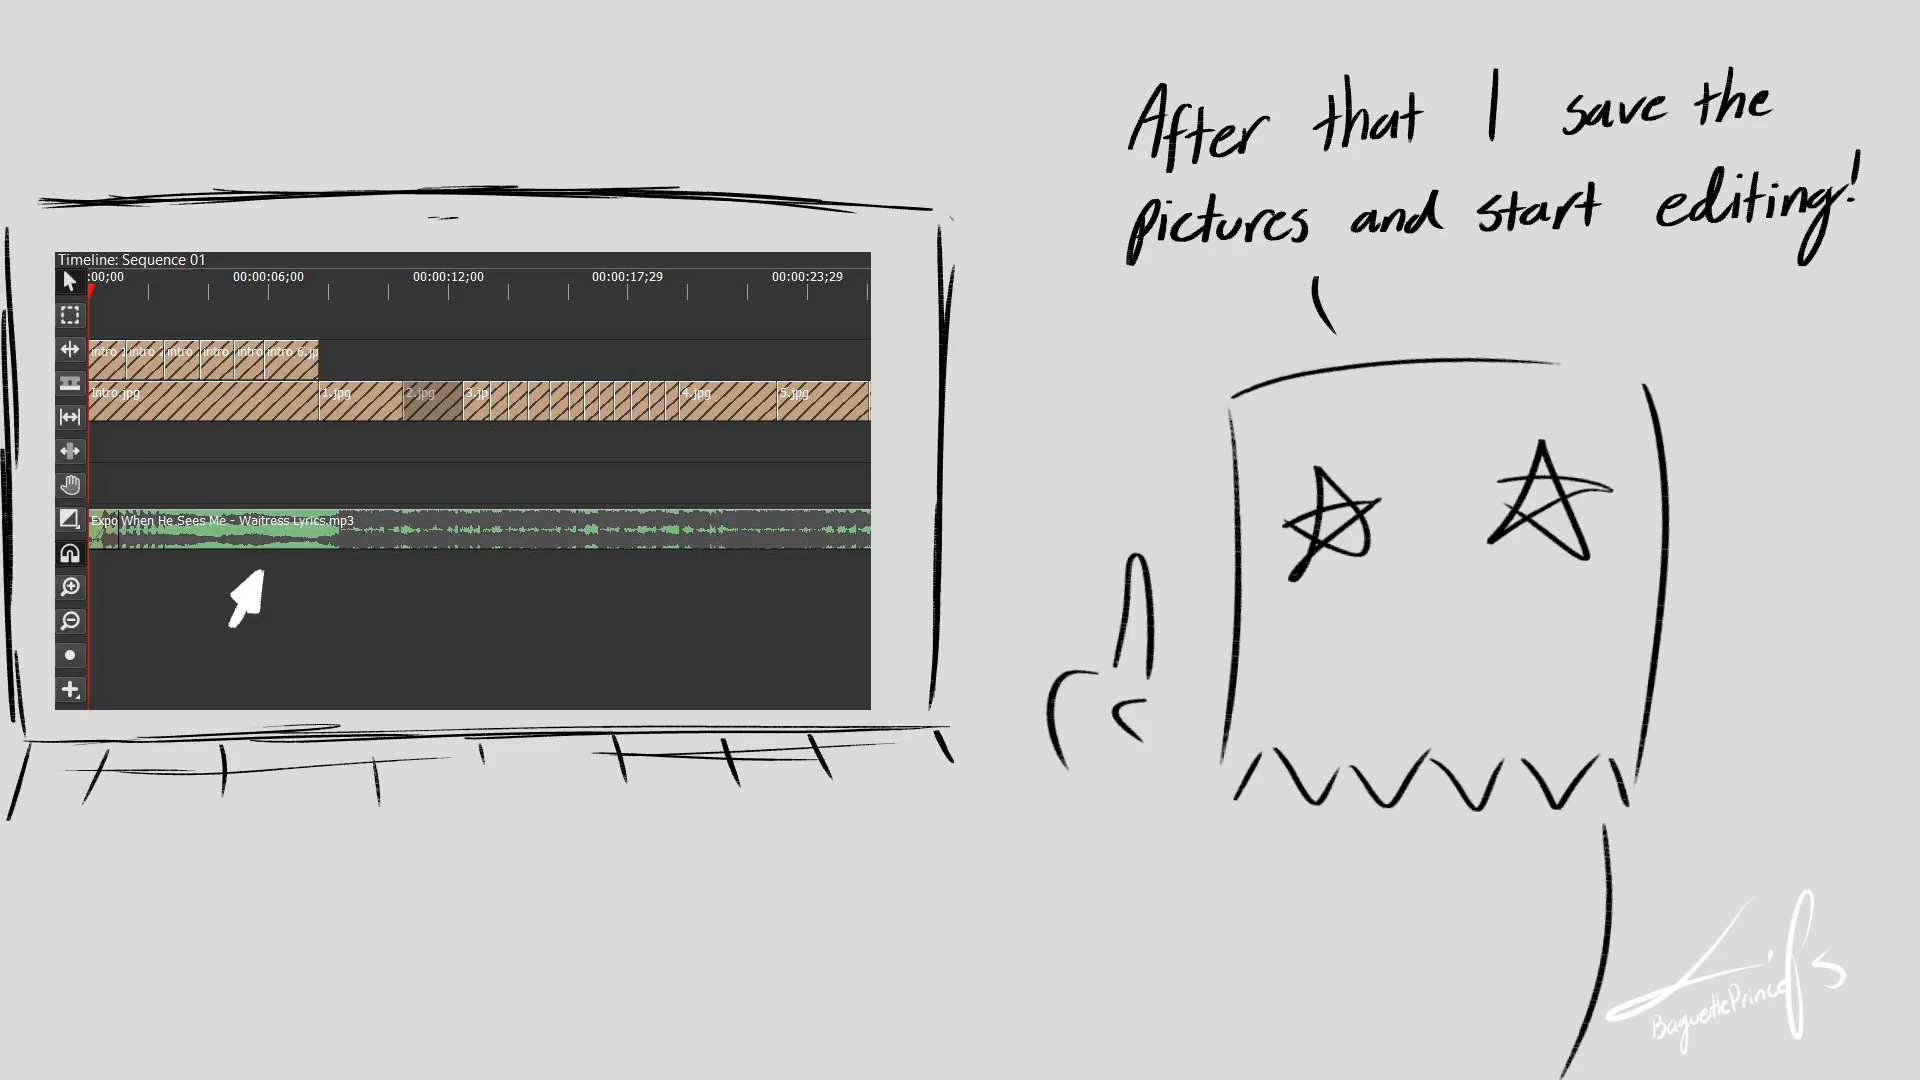 After that I save the
pictures and start editing!
Timeline: Sequence 01
:00;00 00:00:06;00 00:00:12;00 00:00:17;29 00:00:23;29
intro intro intro intro intro intro 6.jp
Intro.jpg 1.jpg 2.jpg 3.jp 4.jpg 5.jpg
Expo When He Sees Me - Waitress Lyrics.mp3
BaguettePrince